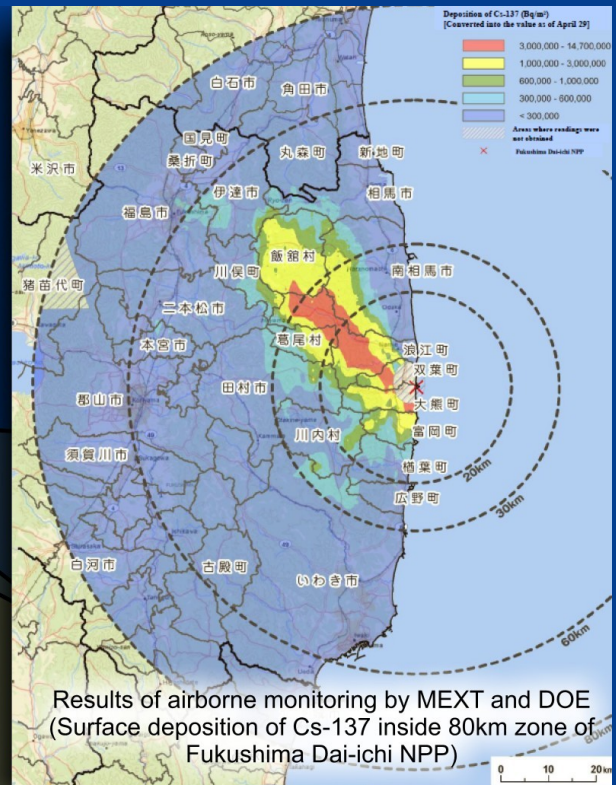 Deposition of Cs-137 (Bq/m²)
[Converted into the value as of April 29]
3,000,000 - 14,700,000
1,000,000 - 3,000,000
600,000 - 1,000,000
300,000 - 600,000
< 300,000
Areas where readings were
not obtained
Fukushima Dai-ichi NPP
白石市
角田市
国見町
丸森町
新地町
米沢市
桑折町
伊達市
相馬市
福島市
飯舘村
川俣町
南相馬市
猪苗代町
二本松市
葛尾村
浪江町
本宮市
双葉町
田村市
郡山市
大熊町
川内村
富岡町
須賀川市
楢葉町
20km
広野町
30km
白河市
古殿町
いわき市
60km
80km
Results of airborne monitoring by MEXT and DOE
(Surface deposition of Cs-137 inside 80km zone of
Fukushima Dai-ichi NPP)
0 10 20 km